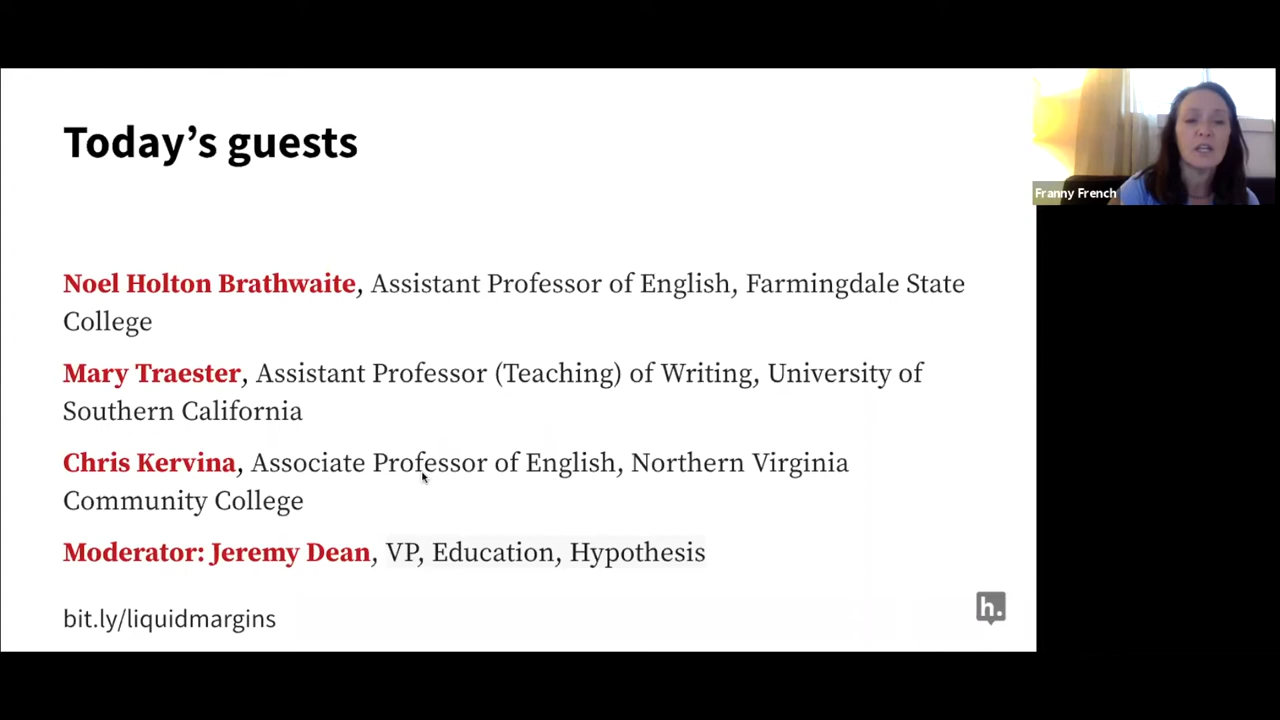 Today's guests
Franny French
Noel Holton Brathwaite, Assistant Professor of English, Farmingdale State
College
Mary Traester, Assistant Professor (Teaching) of Writing, University of
Southern California
Chris Kervina, Associate Professor of English, Northern Virginia
Community College
Moderator: Jeremy Dean, VP, Education, Hypothesis
bit.ly/liquidmargins
h.